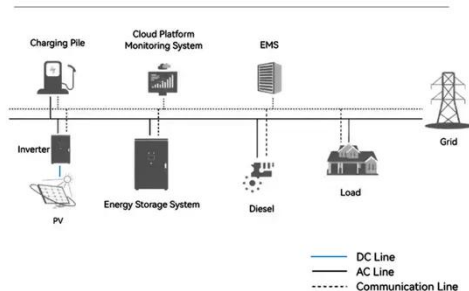 Charging Pile
Cloud Platform
Monitoring System
EMS
Inverter
Grid
PV
Energy Storage System
Diesel
Load
DC Line
AC Line
Communication Line